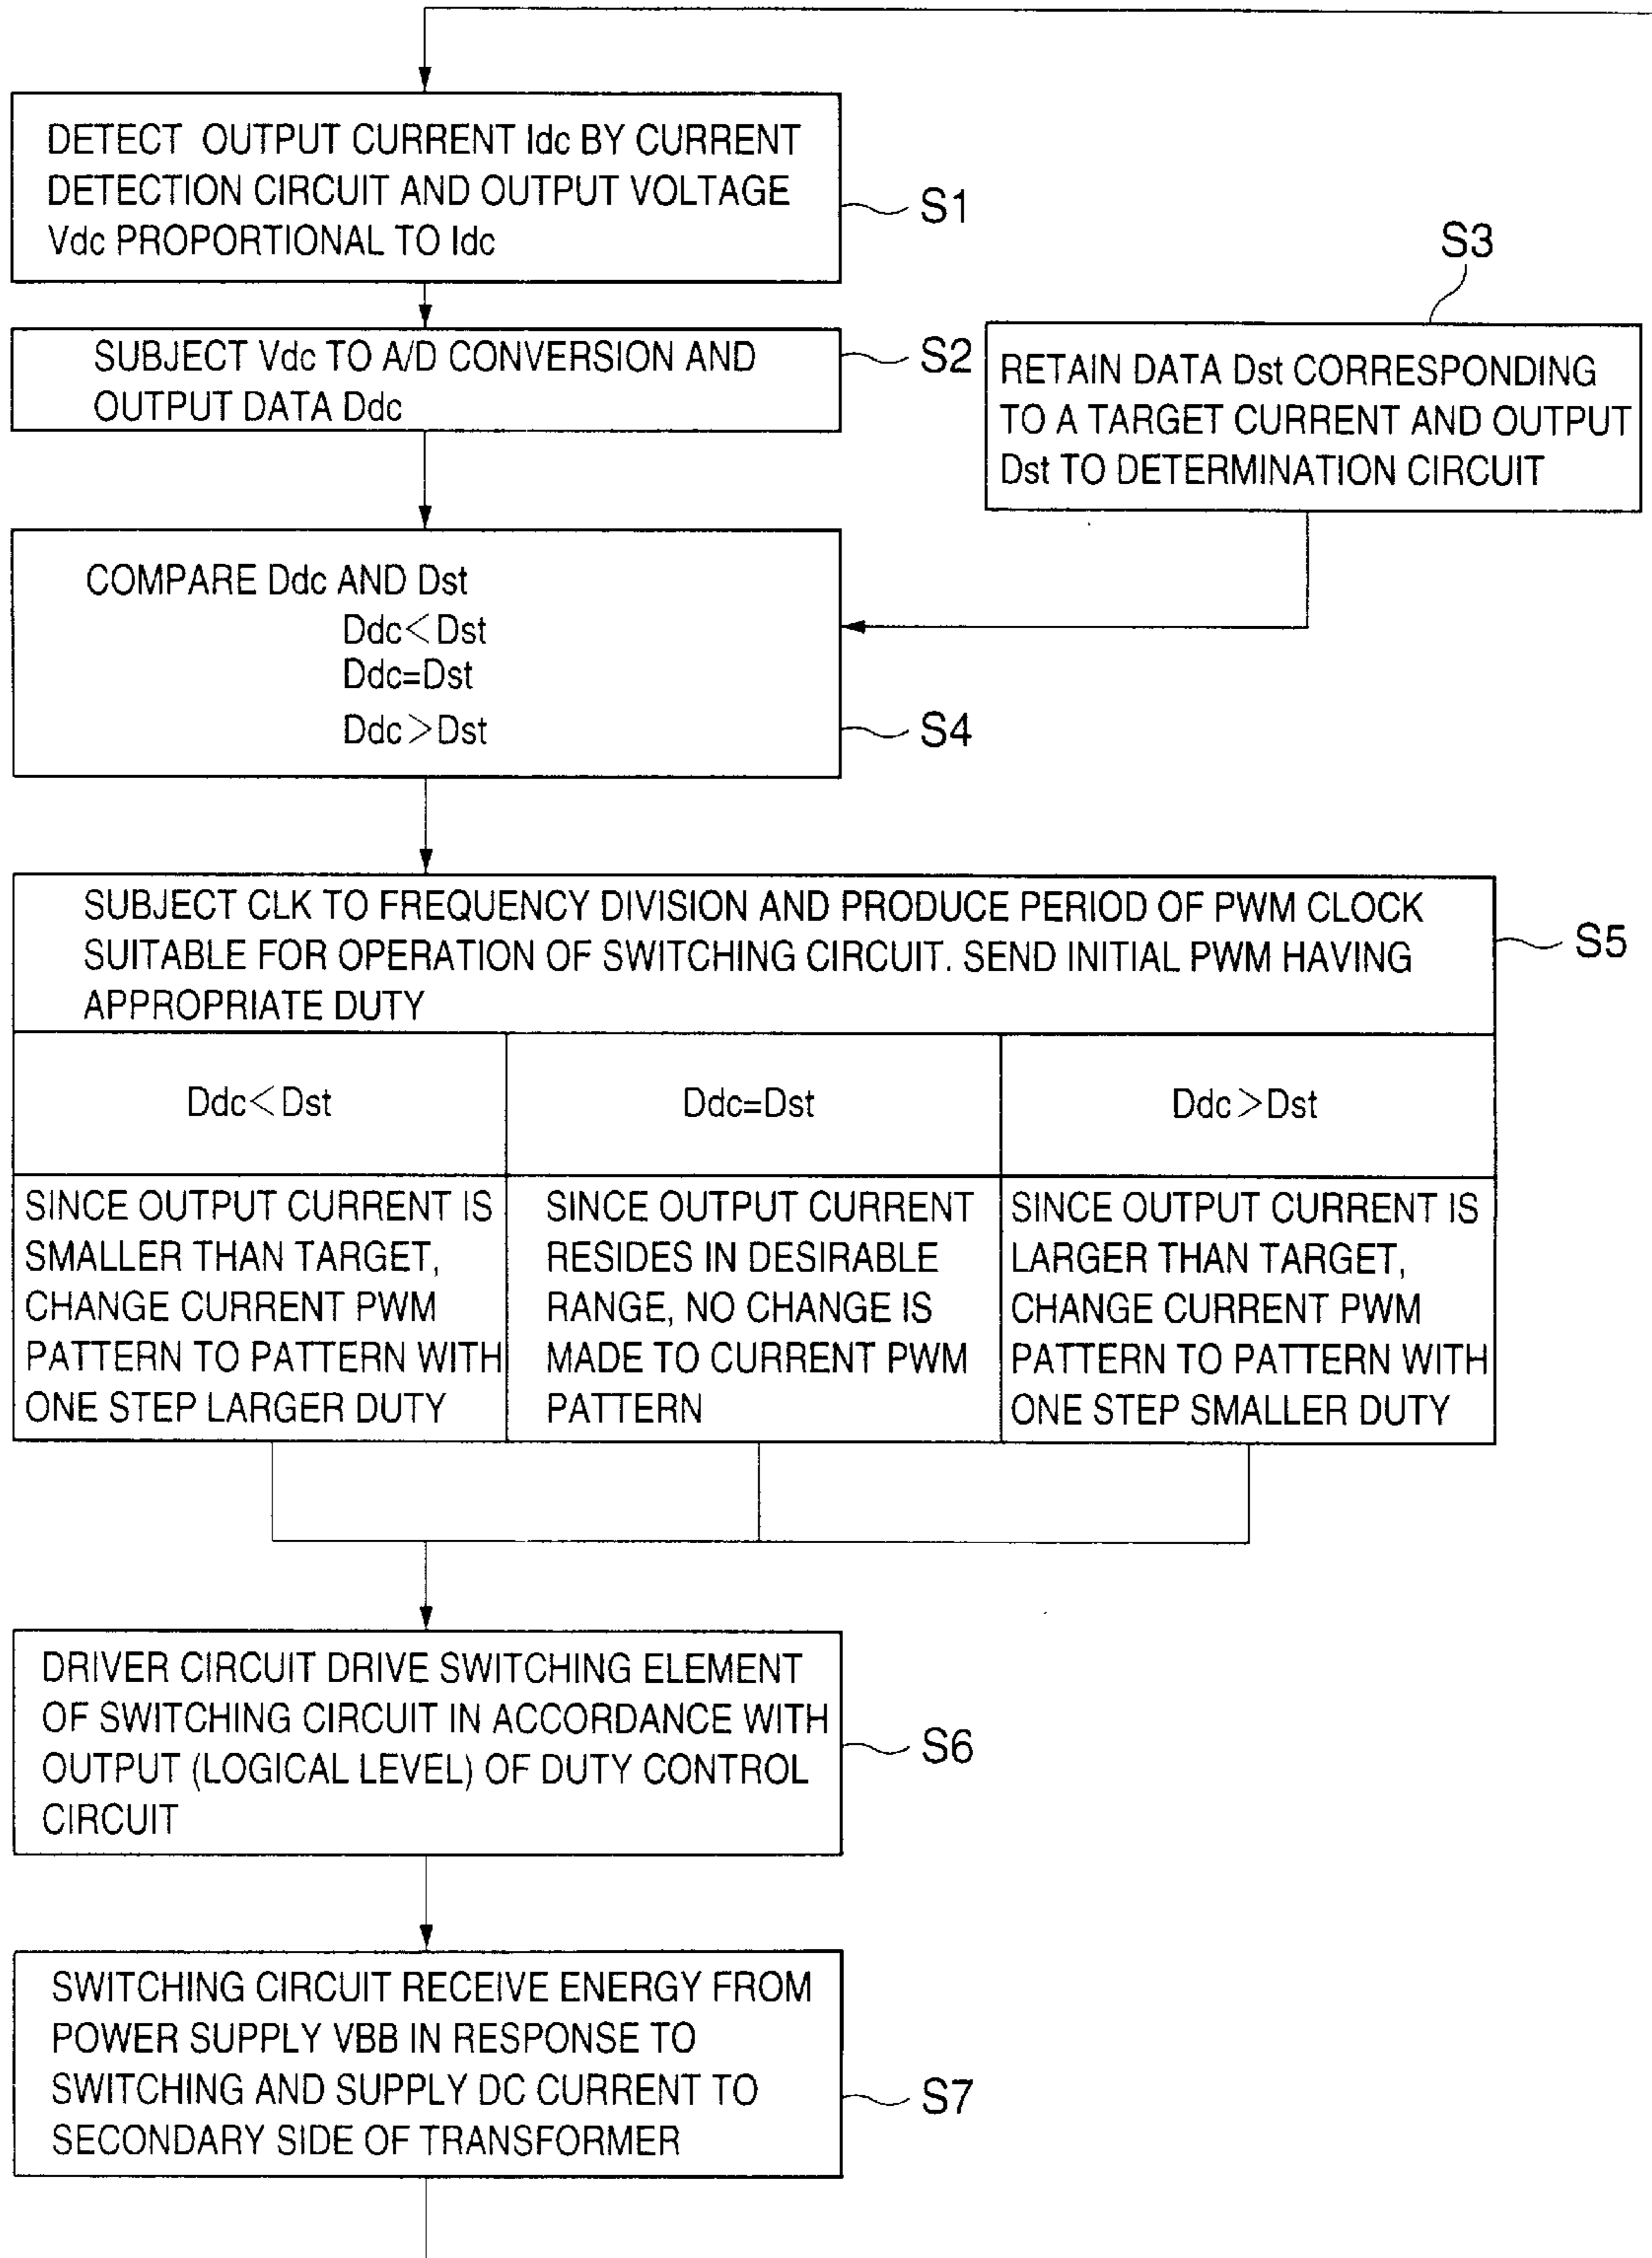 DETECT OUTPUT CURRENT Idc BY CURRENT
DETECTION CIRCUIT AND OUTPUT VOLTAGE
Vdc PROPORTIONAL TO Idc
S1
SUBJECT Vdc TO A/D CONVERSION AND
OUTPUT DATA Ddc
S2
S3
RETAIN DATA Dst CORRESPONDING
TO A TARGET CURRENT AND OUTPUT
Dst TO DETERMINATION CIRCUIT
COMPARE Ddc AND Dst
Ddc<Dst
Ddc=Dst
Ddc>Dst
S4
SUBJECT CLK TO FREQUENCY DIVISION AND PRODUCE PERIOD OF PWM CLOCK
SUITABLE FOR OPERATION OF SWITCHING CIRCUIT. SEND INITIAL PWM HAVING
APPROPRIATE DUTY
S5
Ddc<Dst
Ddc=Dst
Ddc>Dst
SINCE OUTPUT CURRENT IS
SMALLER THAN TARGET,
CHANGE CURRENT PWM
PATTERN TO PATTERN WITH
ONE STEP LARGER DUTY
SINCE OUTPUT CURRENT
RESIDES IN DESIRABLE
RANGE, NO CHANGE IS
MADE TO CURRENT PWM
PATTERN
SINCE OUTPUT CURRENT IS
LARGER THAN TARGET,
CHANGE CURRENT PWM
PATTERN TO PATTERN WITH
ONE STEP SMALLER DUTY
DRIVER CIRCUIT DRIVE SWITCHING ELEMENT
OF SWITCHING CIRCUIT IN ACCORDANCE WITH
OUTPUT (LOGICAL LEVEL) OF DUTY CONTROL
CIRCUIT
S6
SWITCHING CIRCUIT RECEIVE ENERGY FROM
POWER SUPPLY VBB IN RESPONSE TO
SWITCHING AND SUPPLY DC CURRENT TO
SECONDARY SIDE OF TRANSFORMER
S7